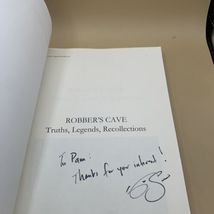 ROBBER'S CAVE
Truths, Legends, Recollections
To Pam:
Thanks for your interest!